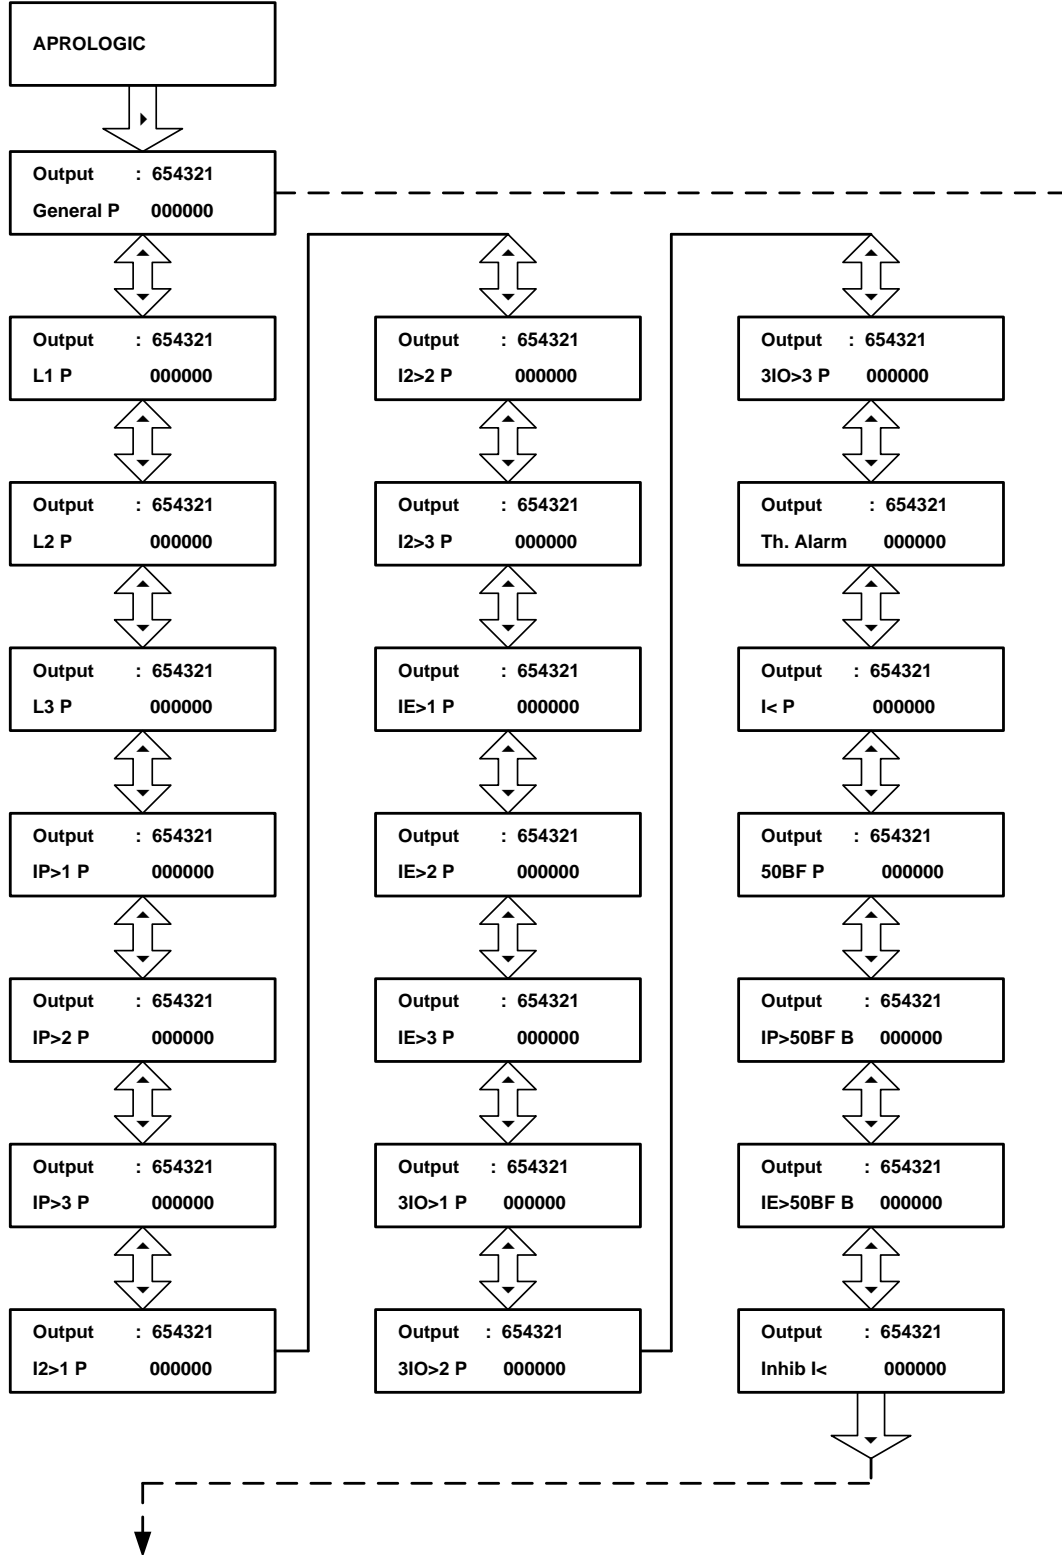 APROLOGIC
Output : 654321
General P 000000
Output : 654321
L1 P 000000
Output : 654321
L2 P 000000
Output : 654321
L3 P 000000
Output : 654321
IP>1 P 000000
Output : 654321
IP>2 P 000000
Output : 654321
IP>3 P 000000
Output : 654321
I2>1 P 000000
Output : 654321
I2>2 P 000000
Output : 654321
I2>3 P 000000
Output : 654321
IE>1 P 000000
Output : 654321
IE>2 P 000000
Output : 654321
IE>3 P 000000
Output : 654321
3IO>1 P 000000
Output : 654321
3IO>2 P 000000
Output : 654321
3IO>3 P 000000
Output : 654321
Th. Alarm 000000
Output : 654321
I< P 000000
Output : 654321
50BF P 000000
Output : 654321
IP>50BF B 000000
Output : 654321
IE>50BF B 000000
Output : 654321
Inhib I< 000000